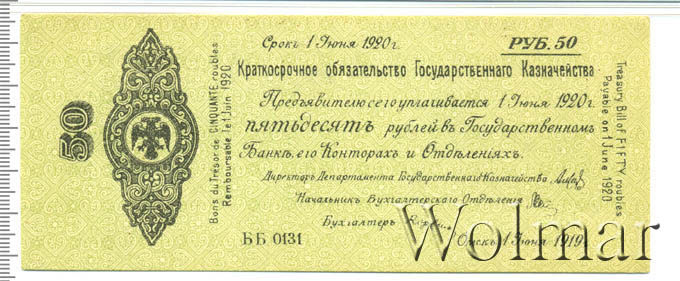 Срокъ 1 Июня 1920 г.
РУБ. 50
Краткосрочное обязательство Государственнаго Казначейства
Предъявителю сего уплачивается 1 Июня 1920 г.
пятьдесятъ рублей въ Государственномъ
Банкѣ, его Конторахъ и Отдѣленіяхъ.
Директоръ Департамента Государственнаго Казначейства
Начальникъ Бухгалтерскаго Отдѣленія
Бухгалтеръ
ББ 0131
Омскъ 1 Июня 1919 г.
50
Bons du Trésor de CINQUANTE roubles
Remboursable le 1 Juin 1920
Treasury Bill of FIFTY roubles
Payable on 1 June 1920
Wolmar